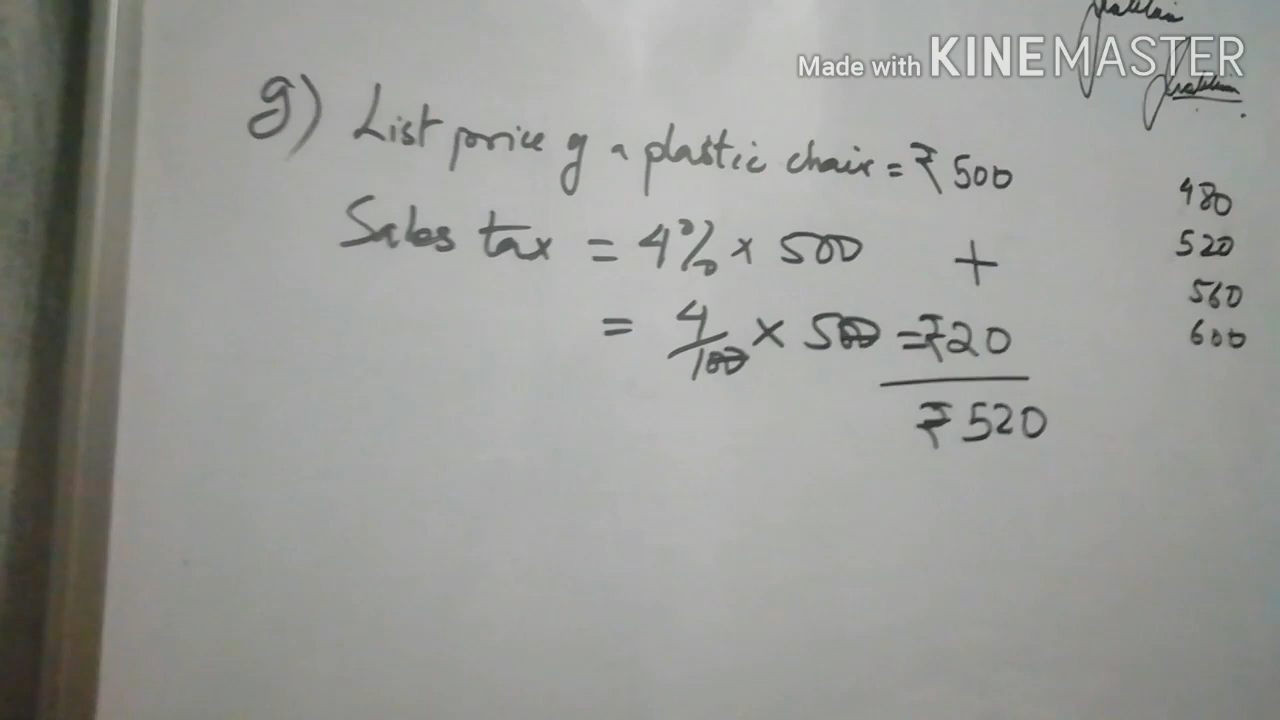 Made with KINEMASTER
g) List price of a plastic chair = ₹ 500
Sales tax = 4% × 500 +
= 4/100 × 500 = ₹20
₹ 520
480
520
560
600